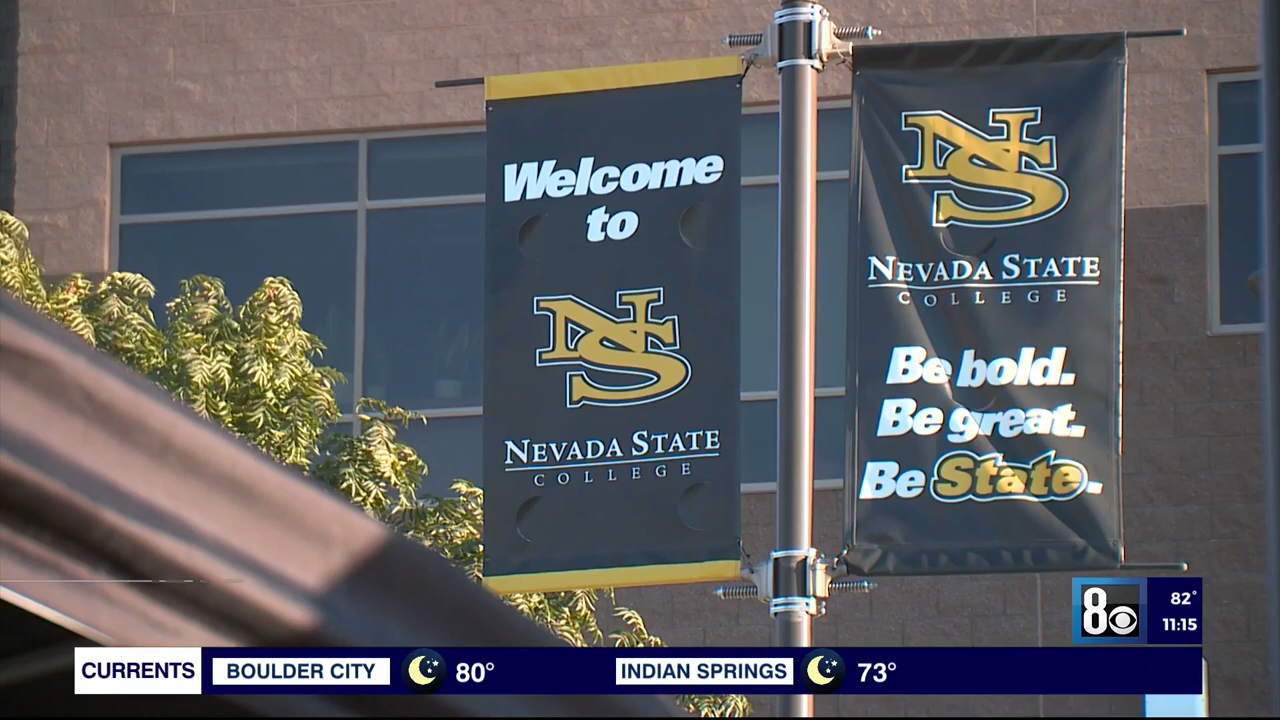 Welcome
to
NS
NEVADA STATE
COLLEGE
NS
NEVADA STATE
COLLEGE
Be bold.
Be great.
Be State.
8
82°
11:15
CURRENTS BOULDER CITY 80° INDIAN SPRINGS 73°